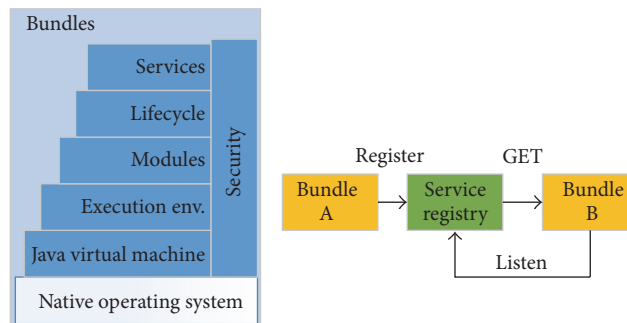 Bundles
Services
Lifecycle
Modules
Execution env.
Java virtual machine
Security
Native operating system
Register
GET
Bundle
A
Service
registry
Bundle
B
Listen